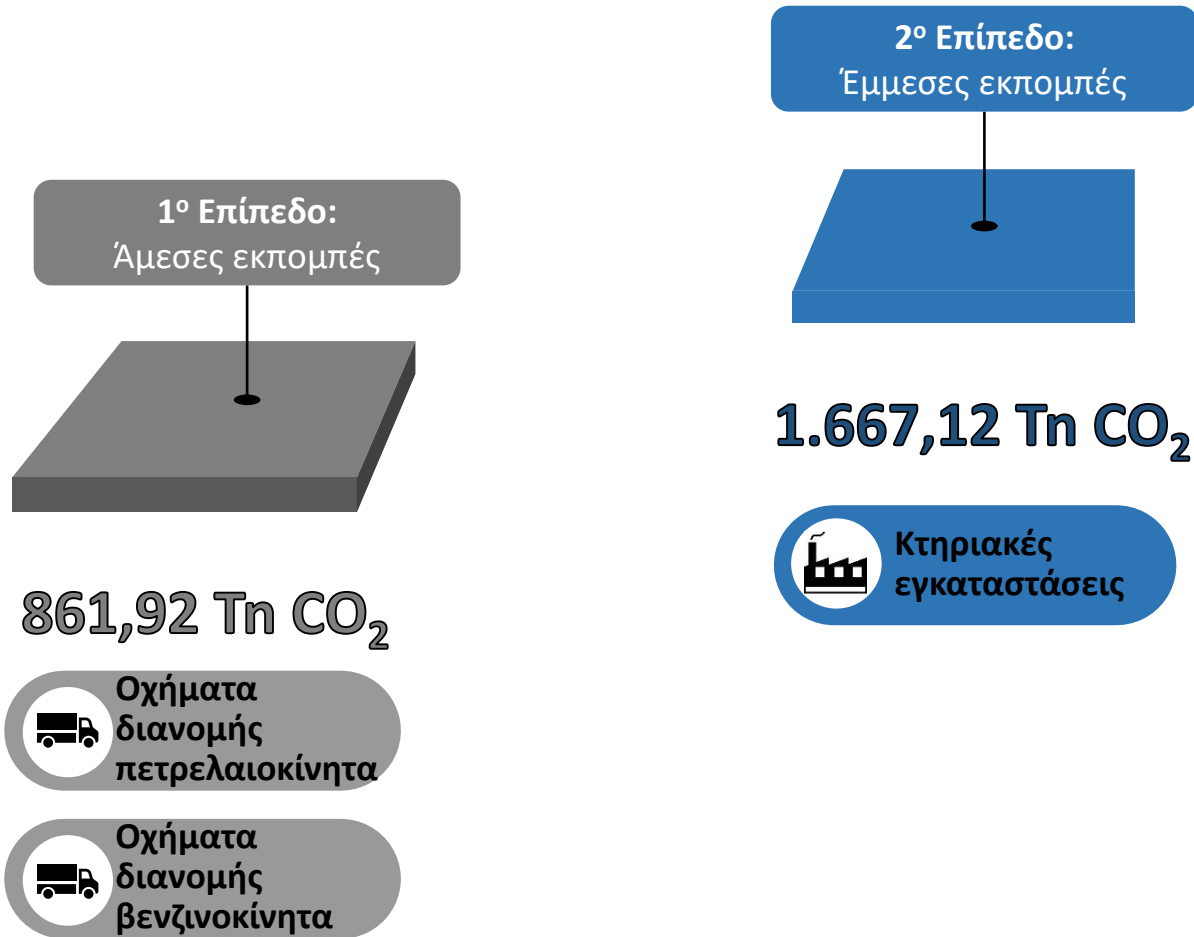 1ο Επίπεδο:
Άμεσες εκπομπές
861,92 Tn CO2
Οχήματα
διανομής
πετρελαιοκίνητα
Οχήματα
διανομής
βενζινοκίνητα
2ο Επίπεδο:
Έμμεσες εκπομπές
1.667,12 Tn CO2
Κτηριακές
εγκαταστάσεις